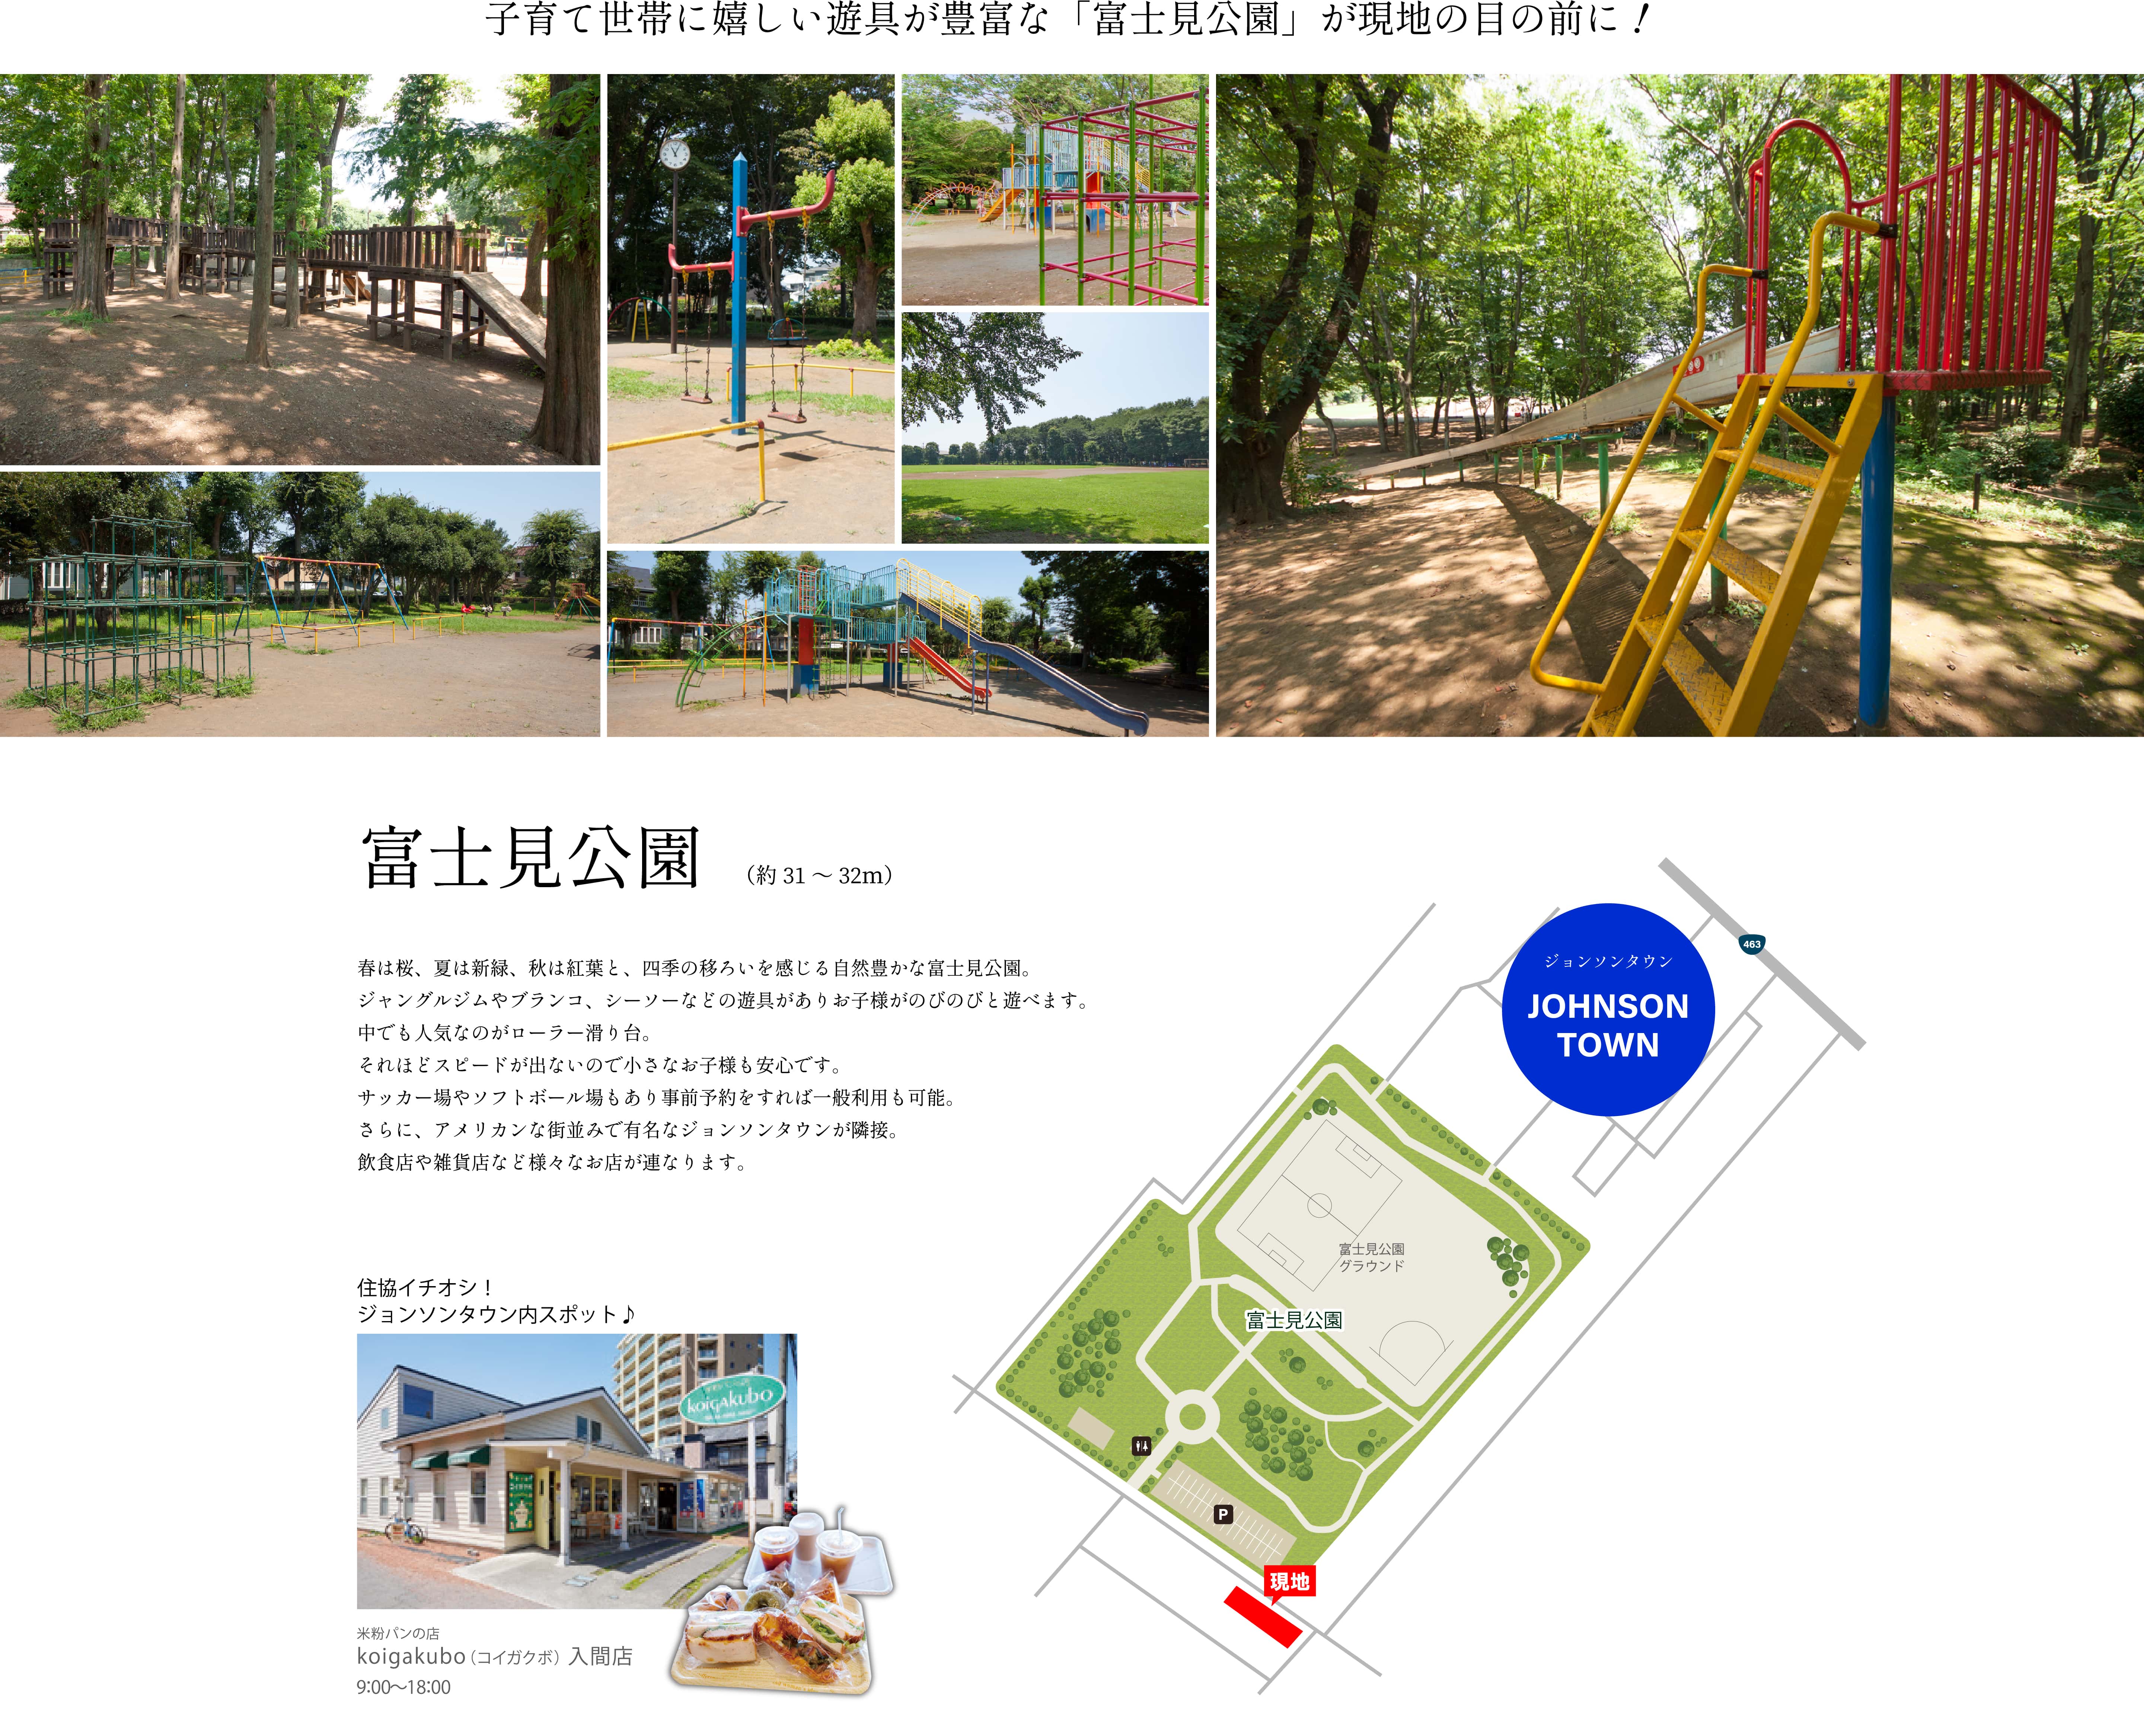 子育て世帯に嬉しい遊具が豊富な「富士見公園」が現地の目の前に！
富士見公園 （約 31 〜 32m）
春は桜、夏は新緑、秋は紅葉と、四季の移ろいを感じる自然豊かな富士見公園。
ジャングルジムやブランコ、シーソーなどの遊具がありお子様がのびのびと遊べます。
中でも人気なのがローラー滑り台。
それほどスピードが出ないので小さなお子様も安心です。
サッカー場やソフトボール場もあり事前予約をすれば一般利用も可能。
さらに、アメリカンな街並みで有名なジョンソンタウンが隣接。
飲食店や雑貨店など様々なお店が連なります。
住協イチオシ！
ジョンソンタウン内スポット♪
koigakubo
米粉パンの店
koigakubo（コイガクボ）入間店
9:00〜18:00
463
ジョンソンタウン
JOHNSON
TOWN
富士見公園
グラウンド
富士見公園
P
現地